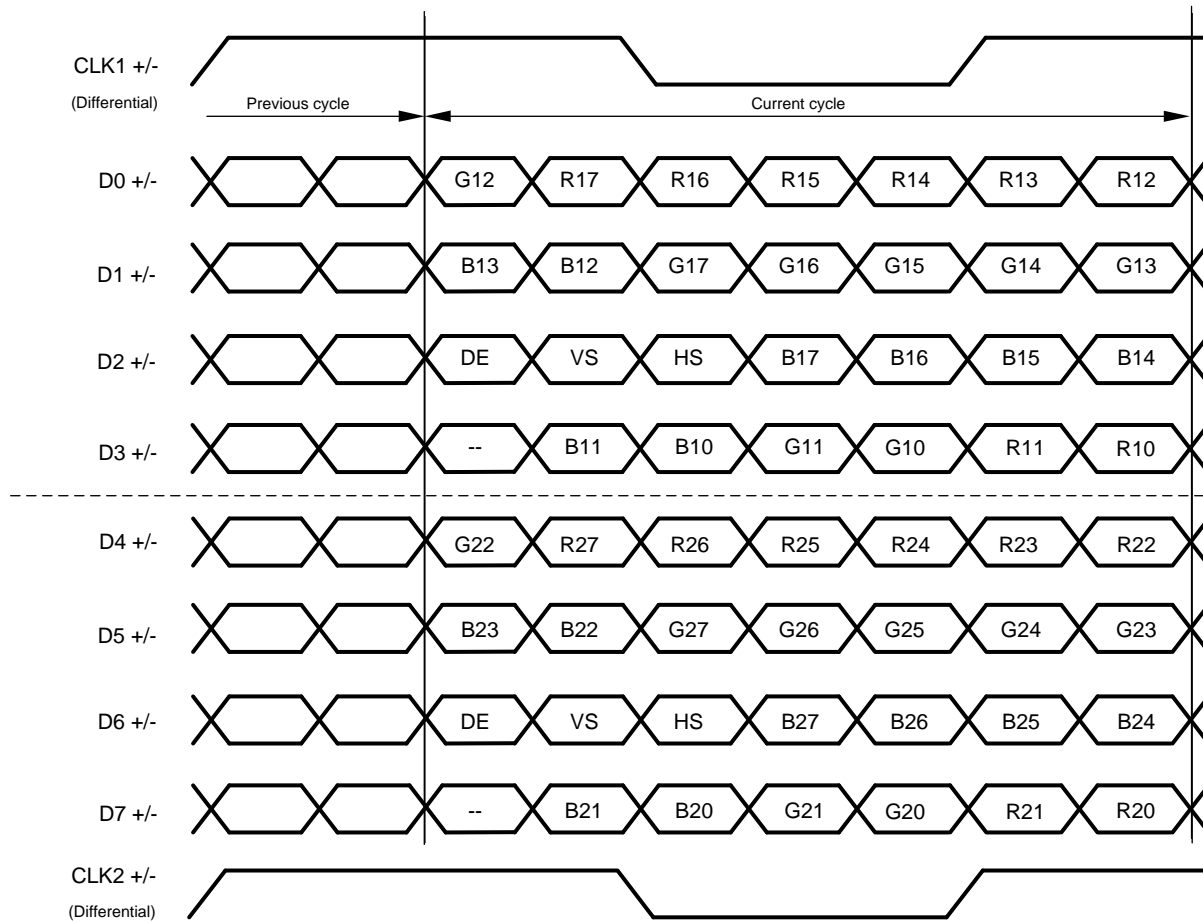 CLK1 +/-
(Differential)
Previous cycle Current cycle
D0 +/- G12 R17 R16 R15 R14 R13 R12
D1 +/- B13 B12 G17 G16 G15 G14 G13
D2 +/- DE VS HS B17 B16 B15 B14
D3 +/- -- B11 B10 G11 G10 R11 R10
D4 +/- G22 R27 R26 R25 R24 R23 R22
D5 +/- B23 B22 G27 G26 G25 G24 G23
D6 +/- DE VS HS B27 B26 B25 B24
D7 +/- -- B21 B20 G21 G20 R21 R20
CLK2 +/-
(Differential)